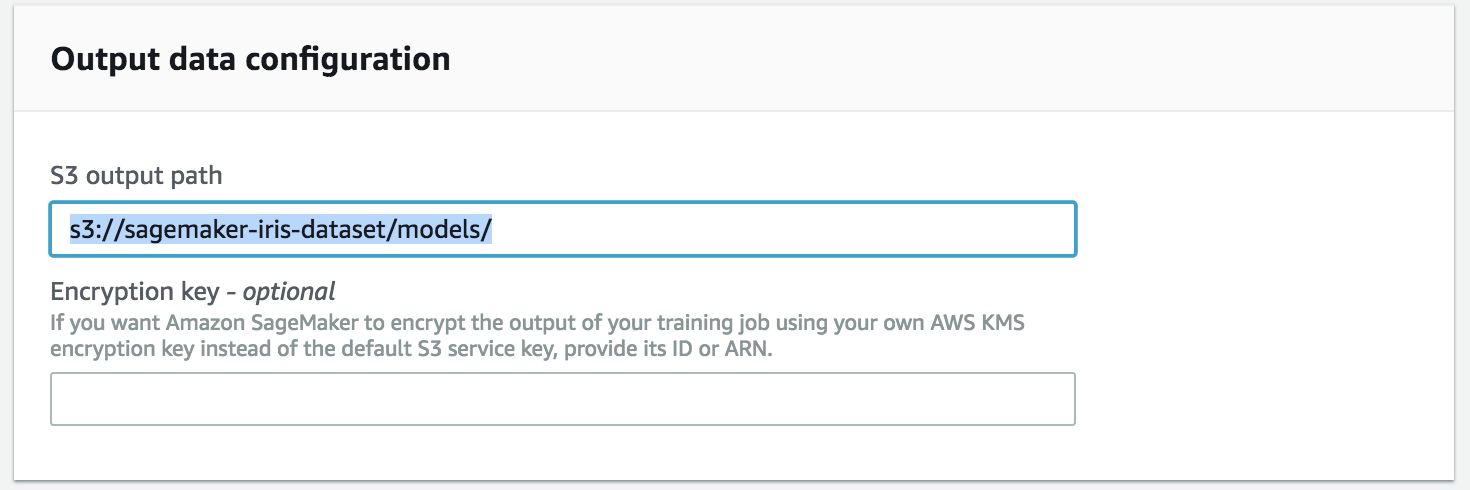 Output data configuration
S3 output path
s3://sagemaker-iris-dataset/models/
Encryption key - optional
If you want Amazon SageMaker to encrypt the output of your training job using your own AWS KMS
encryption key instead of the default S3 service key, provide its ID or ARN.